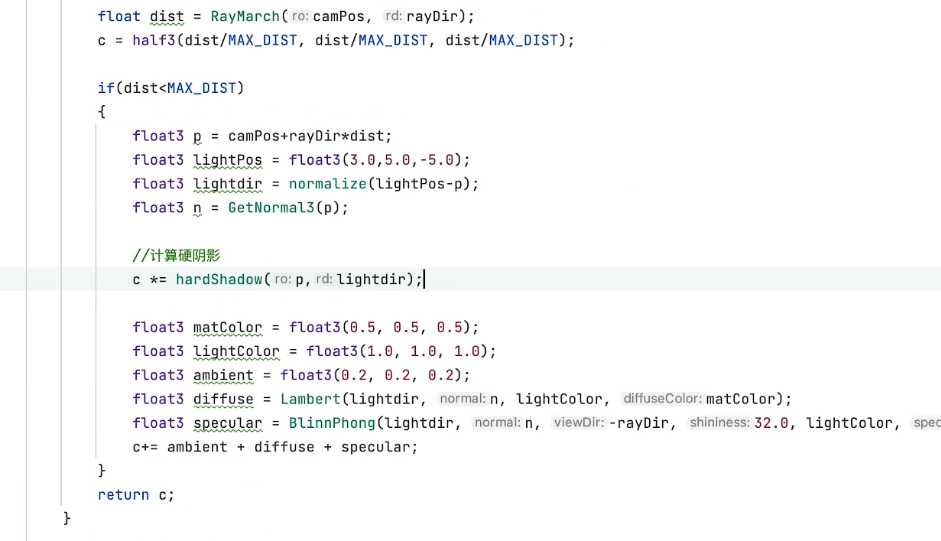 float dist = RayMarch( ro: camPos, rd: rayDir);
c = half3(dist/MAX_DIST, dist/MAX_DIST, dist/MAX_DIST);
if(dist<MAX_DIST)
{
float3 p = camPos+rayDir*dist;
float3 lightPos = float3(3.0,5.0,-5.0);
float3 lightdir = normalize(lightPos-p);
float3 n = GetNormal3(p);
//计算硬阴影
c *= hardShadow( ro: p, rd: lightdir);
float3 matColor = float3(0.5, 0.5, 0.5);
float3 lightColor = float3(1.0, 1.0, 1.0);
float3 ambient = float3(0.2, 0.2, 0.2);
float3 diffuse = Lambert(lightdir, normal: n, lightColor, diffuseColor: matColor);
float3 specular = BlinnPhong(lightdir, normal: n, viewDir: -rayDir, shininess: 32.0, lightColor, spec
c+= ambient + diffuse + specular;
}
return c;
}